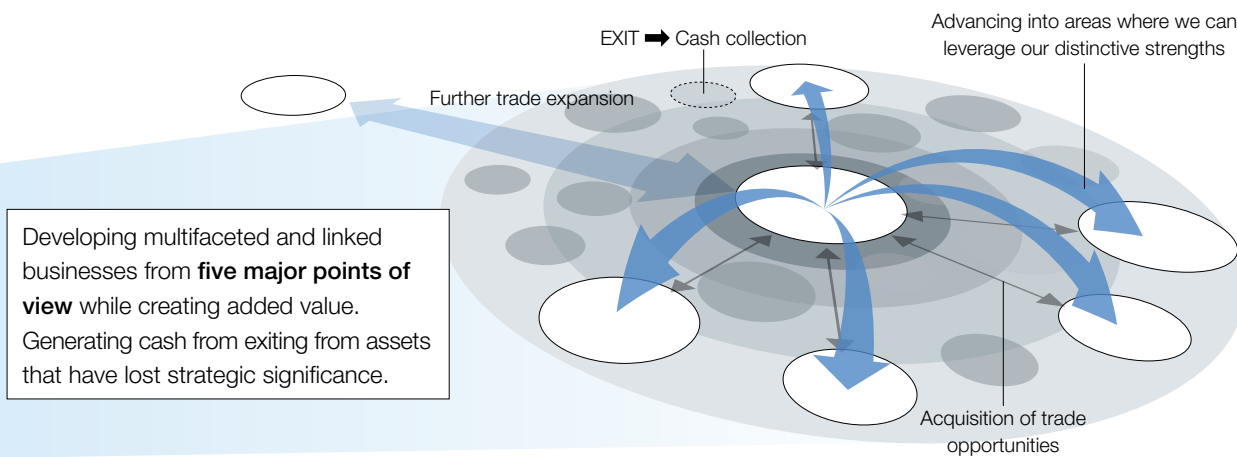 EXIT ➡ Cash collection
Advancing into areas where we can
leverage our distinctive strengths
Further trade expansion
Developing multifaceted and linked
businesses from five major points of
view while creating added value.
Generating cash from exiting from assets
that have lost strategic significance.
Acquisition of trade
opportunities